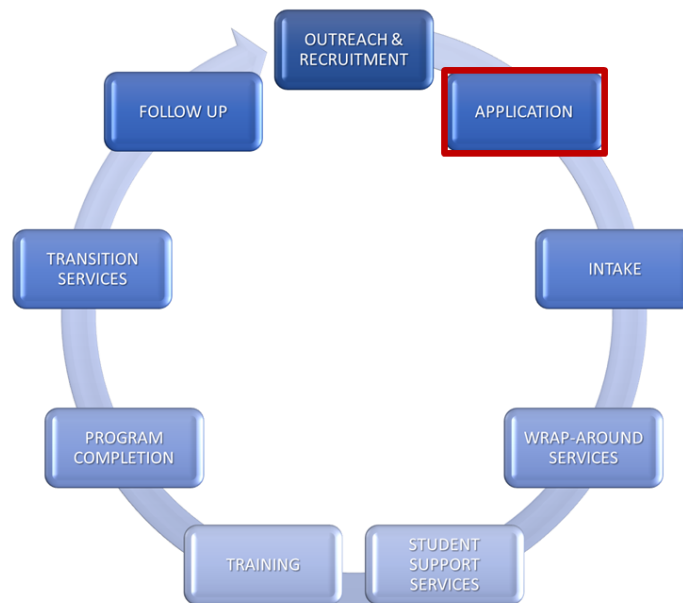 OUTREACH &
RECRUITMENT
APPLICATION
INTAKE
WRAP-AROUND
SERVICES
STUDENT
SUPPORT
SERVICES
TRAINING
PROGRAM
COMPLETION
TRANSITION
SERVICES
FOLLOW UP